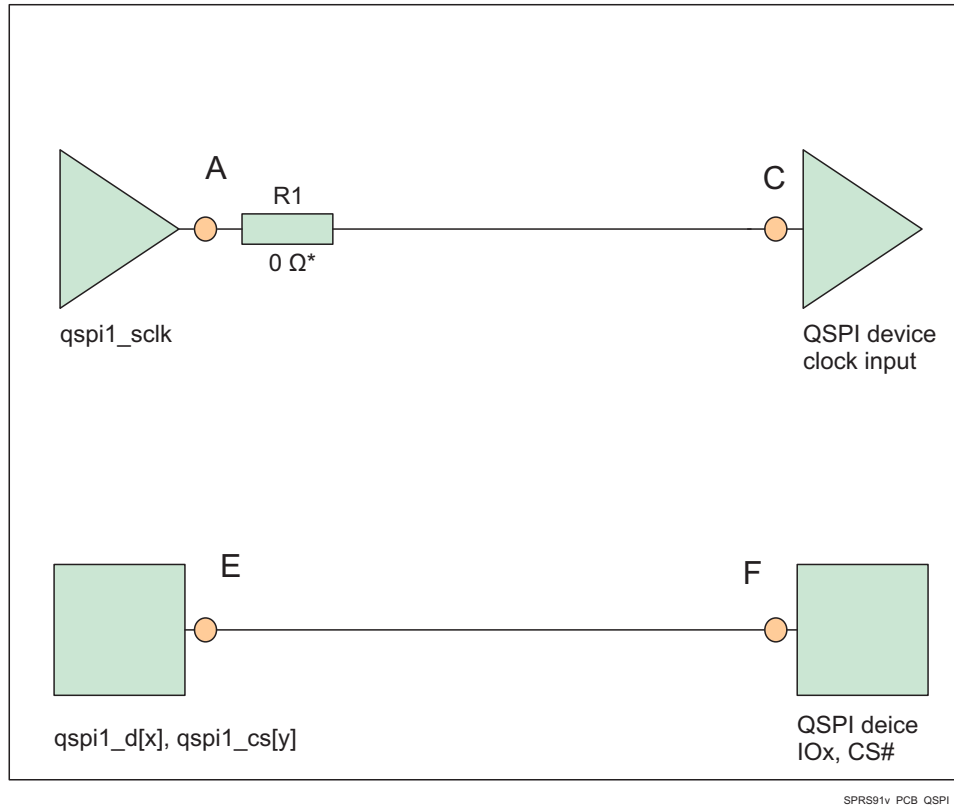 A
R1
C
0 Ω*
qspi1_sclk
QSPI device
clock input
E
F
qspi1_d[x], qspi1_cs[y]
QSPI deice
IOx, CS#
SPRS91v_PCB_QSPI